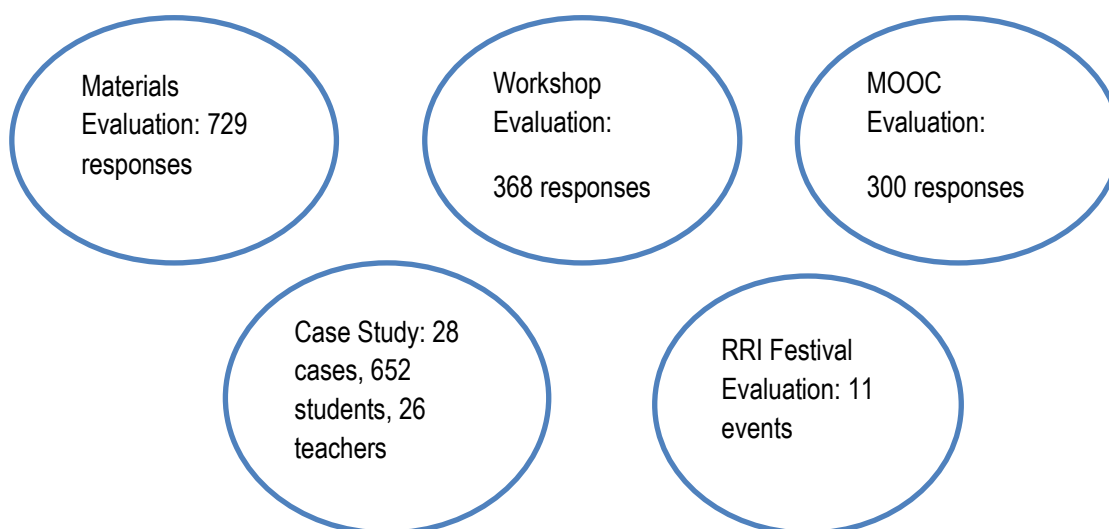 Materials
Evaluation: 729
responses
Workshop
Evaluation:
368 responses
MOOC
Evaluation:
300 responses
Case Study: 28
cases, 652
students, 26
teachers
RRI Festival
Evaluation: 11
events